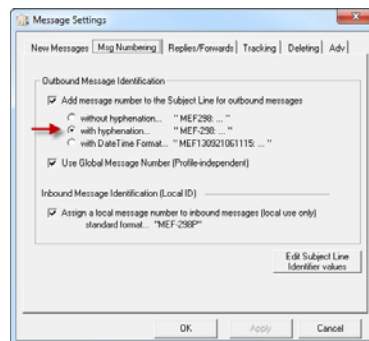 Message Settings
New Messages Msg Numbering Replies/Forwards Tracking Deleting Adv
Outbound Message Identification
Add message number to the Subject Line for outbound messages
without hyphenation... " MEF298: ... "
with hyphenation... " MEF-298: ... "
with DateTime Format... " MEF130921061115: ... "
Use Global Message Number (Profile-independent)
Inbound Message Identification (Local ID)
Assign a local message number to inbound messages (local use only)
standard format... "MEF-298P"
Edit Subject Line
Identifier values
OK Apply Cancel